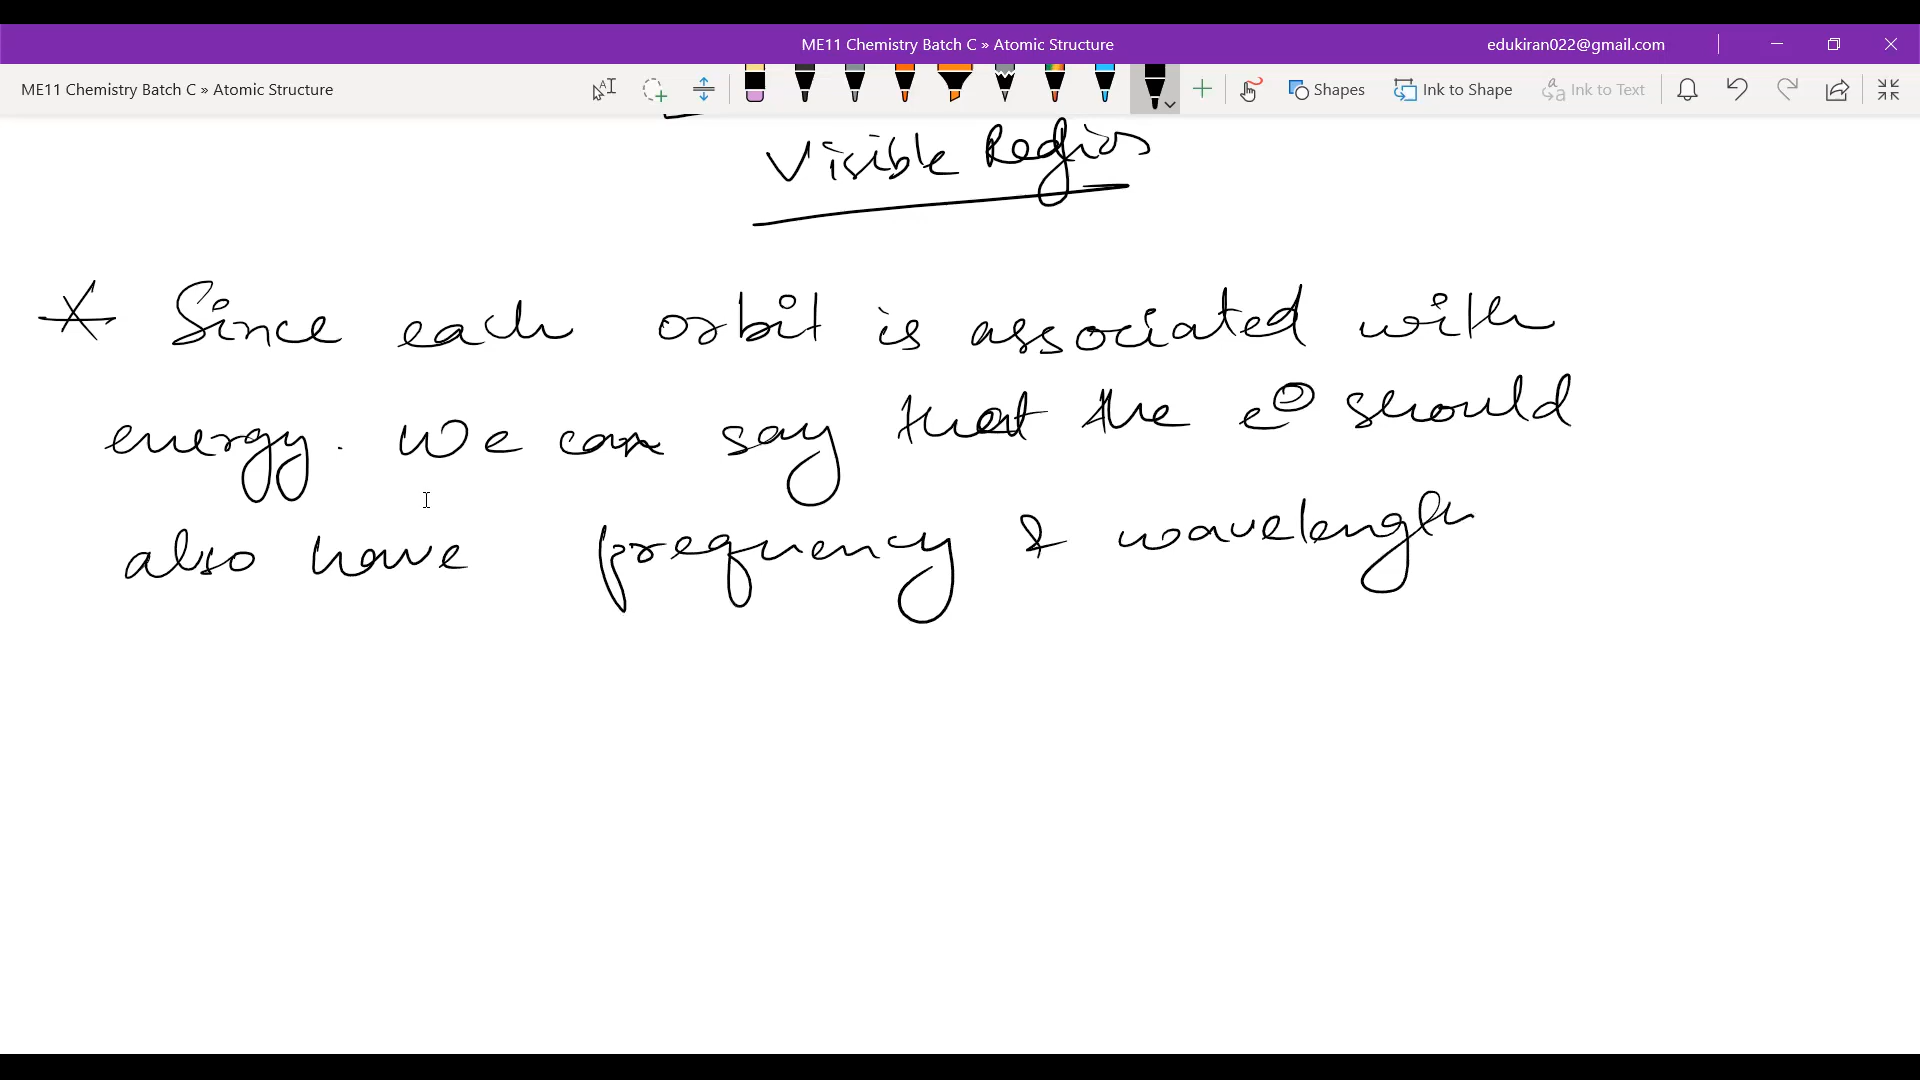 ME11 Chemistry Batch C » Atomic Structure
edukiran022@gmail.com
ME11 Chemistry Batch C » Atomic Structure
Shapes
Ink to Shape
Ink to Text
Visible Region
* Since each orbit is associated with
energy. We can say that the e⊖ should
also have frequency & wavelength